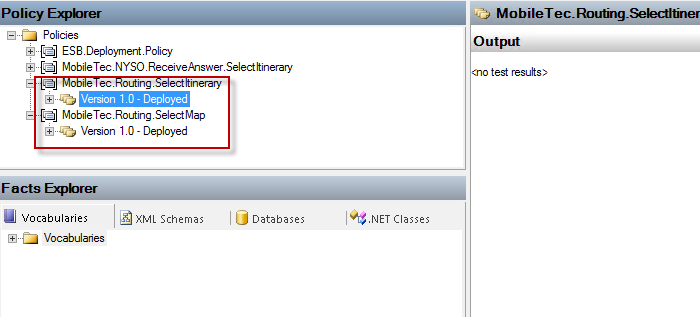 Policy Explorer
Policies
ESB.Deployment.Policy
MobileTec.NYSO.ReceiveAnswer.SelectItinerary
MobileTec.Routing.SelectItinerary
Version 1.0 - Deployed
MobileTec.Routing.SelectMap
Version 1.0 - Deployed
Facts Explorer
Vocabularies
XML Schemas
Databases
.NET Classes
Vocabularies
MobileTec.Routing.SelectItiner
Output
<no test results>